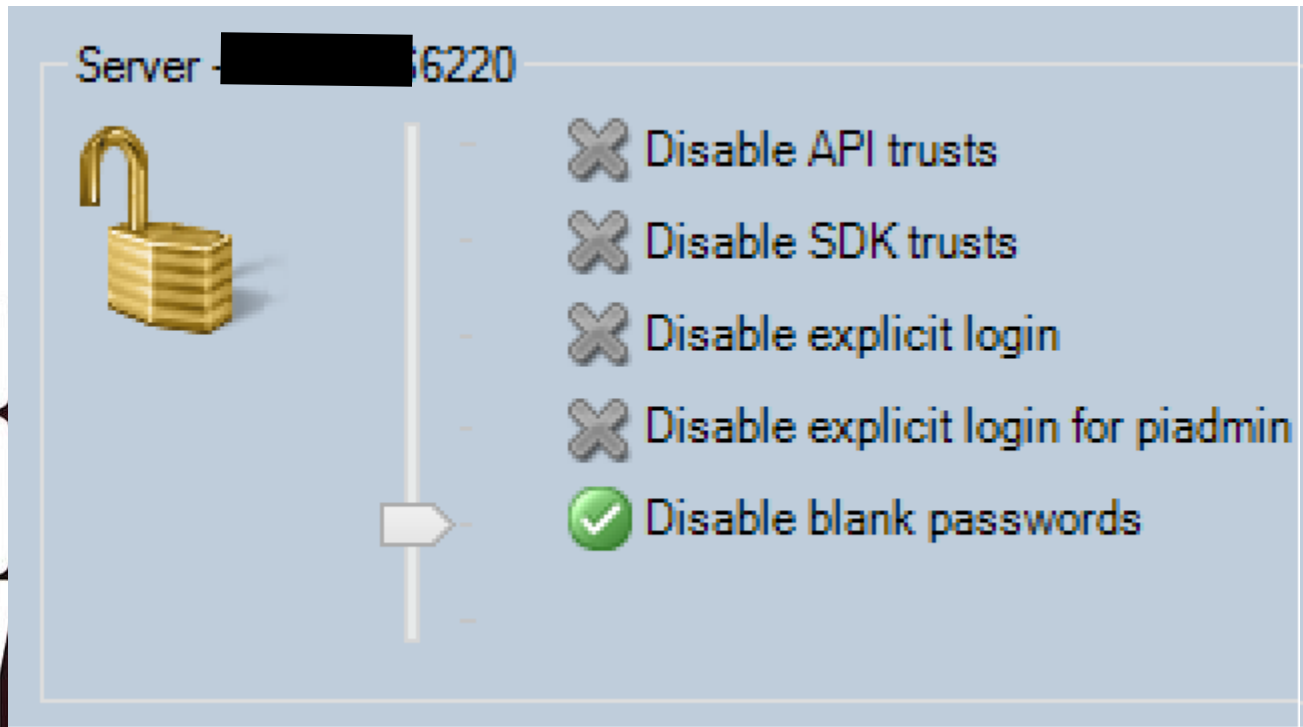 Server - 6220
Disable API trusts
Disable SDK trusts
Disable explicit login
Disable explicit login for piadmin
Disable blank passwords